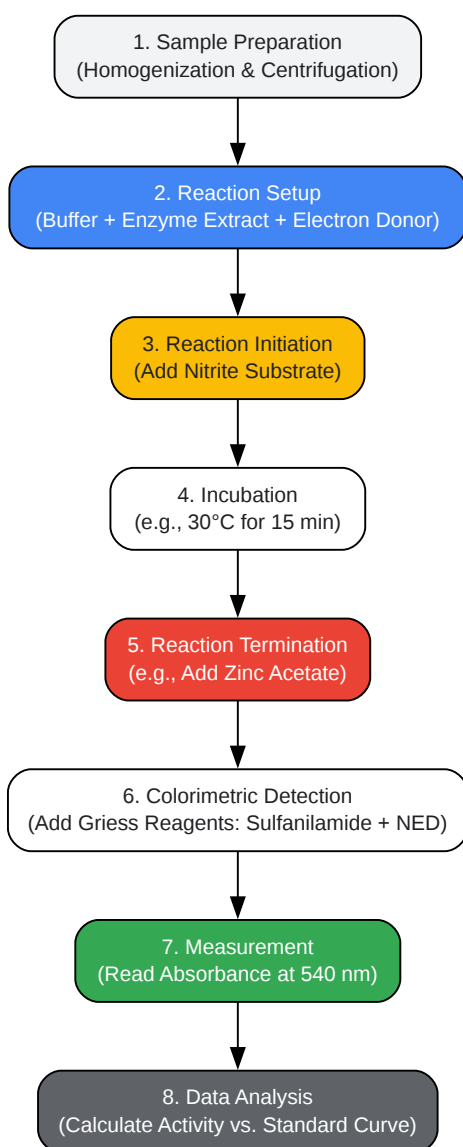 1. Sample Preparation
(Homogenization & Centrifugation)
2. Reaction Setup
(Buffer + Enzyme Extract + Electron Donor)
3. Reaction Initiation
(Add Nitrite Substrate)
4. Incubation
(e.g., 30°C for 15 min)
5. Reaction Termination
(e.g., Add Zinc Acetate)
6. Colorimetric Detection
(Add Griess Reagents: Sulfanilamide + NED)
7. Measurement
(Read Absorbance at 540 nm)
8. Data Analysis
(Calculate Activity vs. Standard Curve)